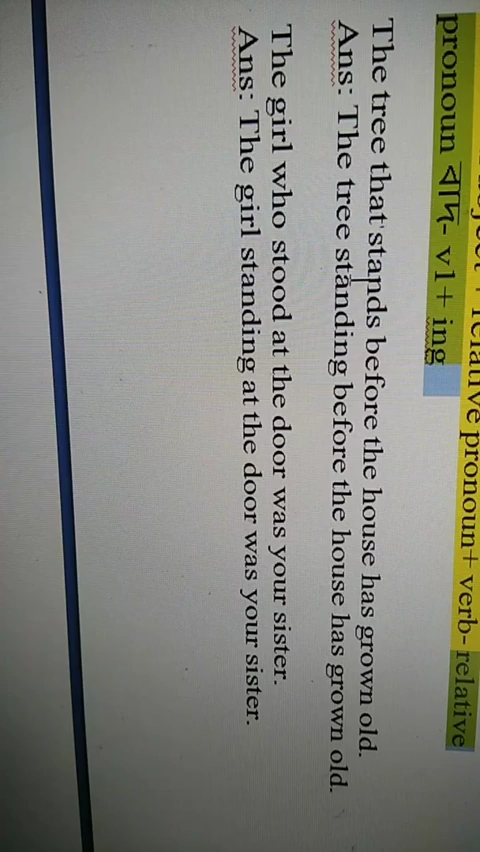 relative pronoun+ verb- relative
pronoun বাদ- v1+ ing
The tree that stands before the house has grown old.
Ans: The tree standing before the house has grown old.
The girl who stood at the door was your sister.
Ans: The girl standing at the door was your sister.